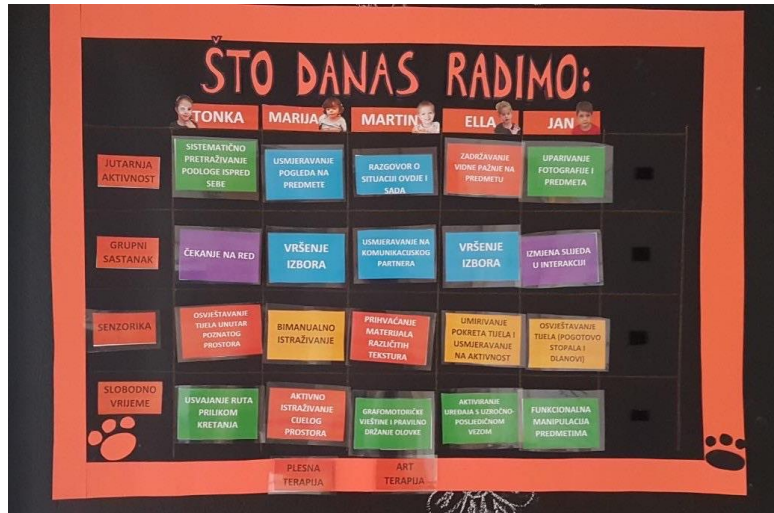 ŠTO DANAS RADIMO:
TONKA MARIJA MARTIN ELLA JAN
JUTARNJA
AKTIVNOST
SISTEMATIČNO
PRETRAŽIVANJE
PODLOGE ISPRED
SEBE
USMJERAVANJE
POGLEDA NA
PREDMETE
RAZGOVOR O
SITUACIJI OVDJE I
SADA
ZADRŽAVANJE
VIDNE PAŽNJE NA
PREDMETU
UPARIVANJE
FOTOGRAFIJE I
PREDMETA
GRUPNI
SASTANAK
ČEKANJE NA RED
VRŠENJE
IZBORA
USMJERAVANJE NA
KOMUNIKACIJSKOG
PARTNERA
VRŠENJE
IZBORA
IZMJENA SLIJEDA
U INTERAKCIJI
SENZORIKA
OSVJEŠTAVANJE
TIJELA UNUTAR
POZNATOG
PROSTORA
BIMANUALNO
ISTRAŽIVANJE
PRIHVAĆANJE
MATERIJALA
RAZLIČITIH
TEKSTURA
UMIRIVANJE
POKRETA TIJELA I
USMJERAVANJE
NA AKTIVNOST
OSVJEŠTAVANJE
TIJELA (POGOTOVO
STOPALA I
DLANOVI)
SLOBODNO
VRIJEME
USVAJANJE RUTA
PRILIKOM
KRETANJA
AKTIVNO
ISTRAŽIVANJE
CIJELOG
PROSTORA
GRAFOMOTORIČKE
VJEŠTINE I PRAVILNO
DRŽANJE OLOVKE
AKTIVIRANJE
UREĐAJA S UZROČNO-
POSLJEDIČNOM
VEZOM
FUNKCIONALNA
MANIPULACIJA
PREDMETIMA
PLESNA
TERAPIJA
ART
TERAPIJA